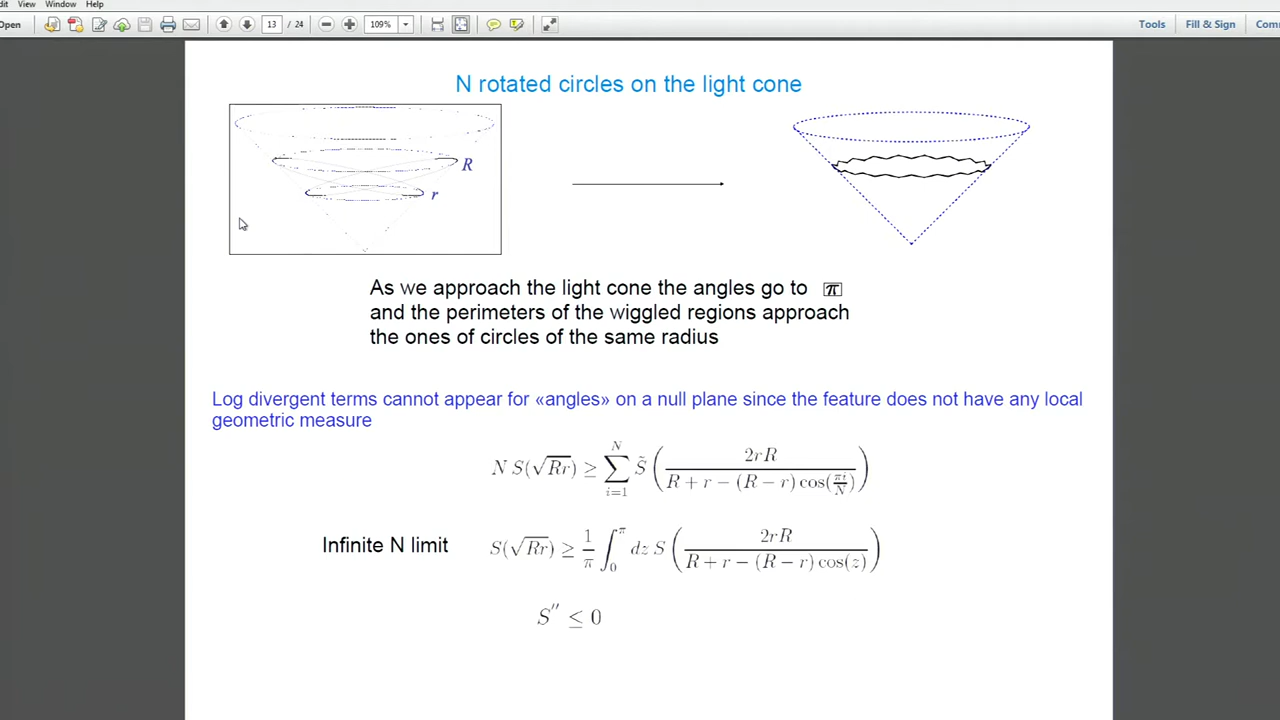 Open
View Window Help
13 / 24
109%
Tools Fill & Sign
N rotated circles on the light cone
R
r
As we approach the light cone the angles go to π
and the perimeters of the wiggled regions approach
the ones of circles of the same radius
Log divergent terms cannot appear for «angles» on a null plane since the feature does not have any local
geometric measure
N S(√Rr) ≥ ∑_{i=1}^{N} S̃ ( 2rR / (R + r − (R − r) cos(πi/N)) )
Infinite N limit S(√Rr) ≥ 1/π ∫_0^π dz S ( 2rR / (R + r − (R − r) cos(z)) )
S'' ≤ 0